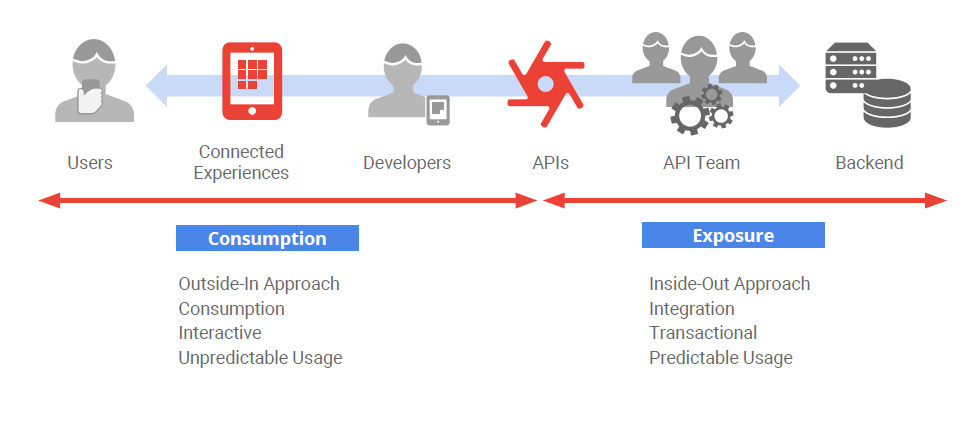 Users
Connected
Experiences
Developers
APIs
API Team
Backend
Consumption
Outside-In Approach
Consumption
Interactive
Unpredictable Usage
Exposure
Inside-Out Approach
Integration
Transactional
Predictable Usage